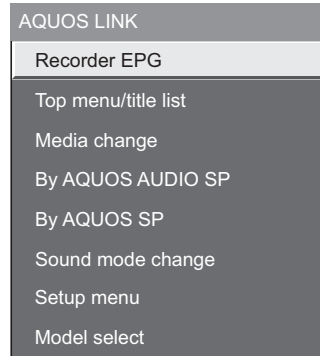 AQUOS LINK
Recorder EPG
Top menu/title list
Media change
By AQUOS AUDIO SP
By AQUOS SP
Sound mode change
Setup menu
Model select